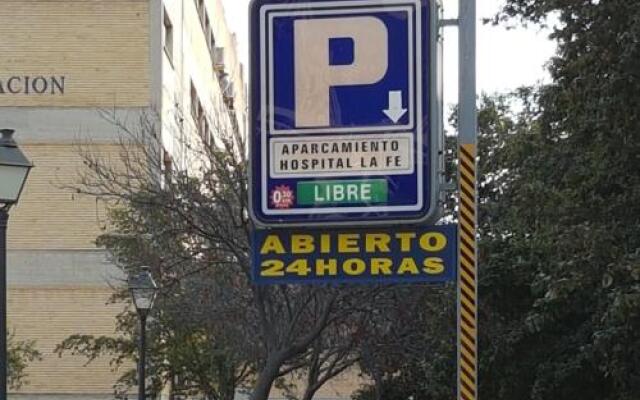 ACION
P
APARCAMIENTO
HOSPITAL LA FE
LIBRE
ABIERTO
24HORAS